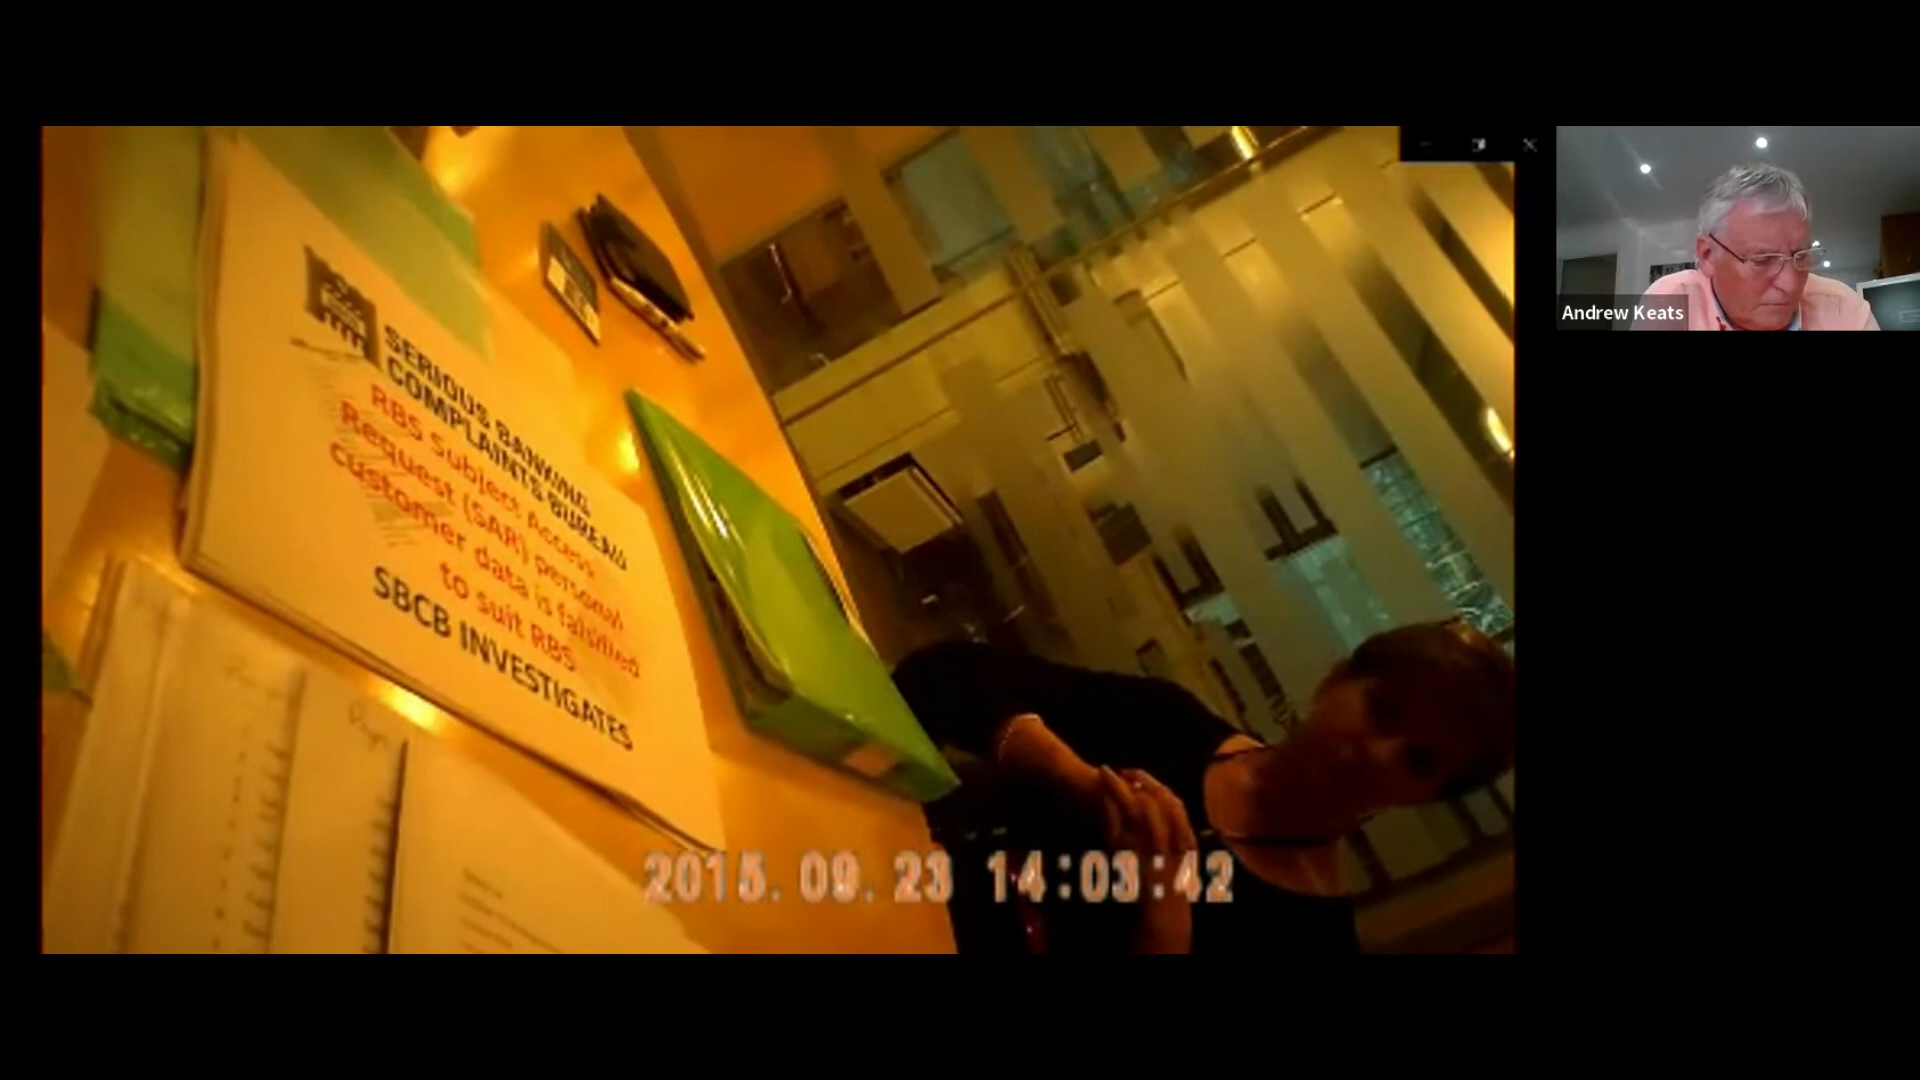 SERIOUS BANKING
COMPLAINTS BUREAU
RBS Subject Access
Request (SAR) personal
customer data is falsified
to suit RBS
SBCB INVESTIGATES
2015.09.23 14:03:42
Andrew Keats